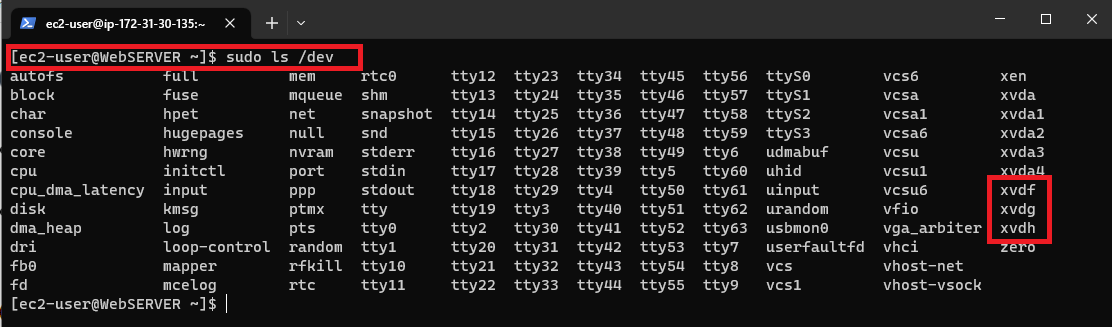 ec2-user@ip-172-31-30-135:~
[ec2-user@WebSERVER ~]$ sudo ls /dev
autofs full mem rtc0 tty12 tty23 tty34 tty45 tty56 ttyS0 vcs6 xen
block fuse mqueue shm tty13 tty24 tty35 tty46 tty57 ttyS1 vcsa xvda
char hpet net snapshot tty14 tty25 tty36 tty47 tty58 ttyS2 vcsa1 xvda1
console hugepages null snd tty15 tty26 tty37 tty48 tty59 ttyS3 vcsa6 xvda2
core hwrng nvram stderr tty16 tty27 tty38 tty49 tty6 udmabuf vcsu xvda3
cpu initctl port stdin tty17 tty28 tty39 tty5 tty60 uhid vcsu1 xvda4
cpu_dma_latency input ppp stdout tty18 tty29 tty4 tty50 tty61 uinput vcsu6 xvdf
disk kmsg ptmx tty tty19 tty3 tty40 tty51 tty62 urandom vfio xvdg
dma_heap log pts tty0 tty2 tty30 tty41 tty52 tty63 usbmon0 vga_arbiter xvdh
dri loop-control random tty1 tty20 tty31 tty42 tty53 tty7 userfaultfd vhci zero
fb0 mapper rfkill tty10 tty21 tty32 tty43 tty54 tty8 vcs vhost-net
fd mcelog rtc tty11 tty22 tty33 tty44 tty55 tty9 vcs1 vhost-vsock
[ec2-user@WebSERVER ~]$